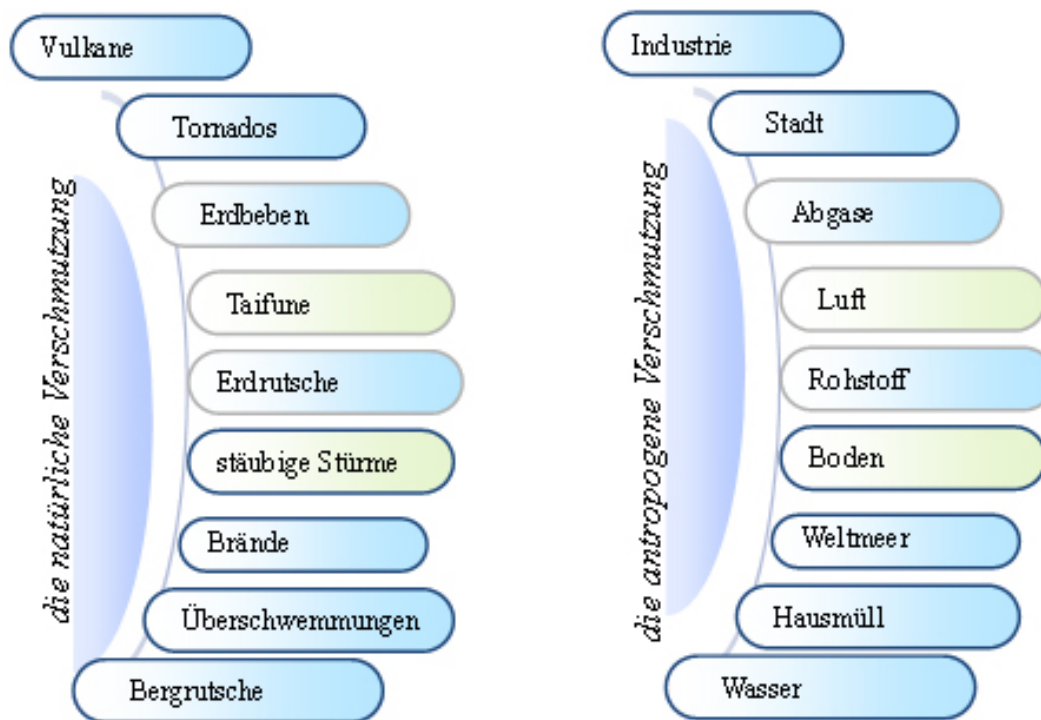 Vulkane
Tornados
Erdbeben
Taifune
Erdrutsche
stäubige Stürme
Brände
Überschwemmungen
Bergrutsche
die natürliche Verschmutzung
Industrie
Stadt
Abgase
Luft
Rohstoff
Boden
Weltmeer
Hausmüll
Wasser
die antropogene Verschmutzung